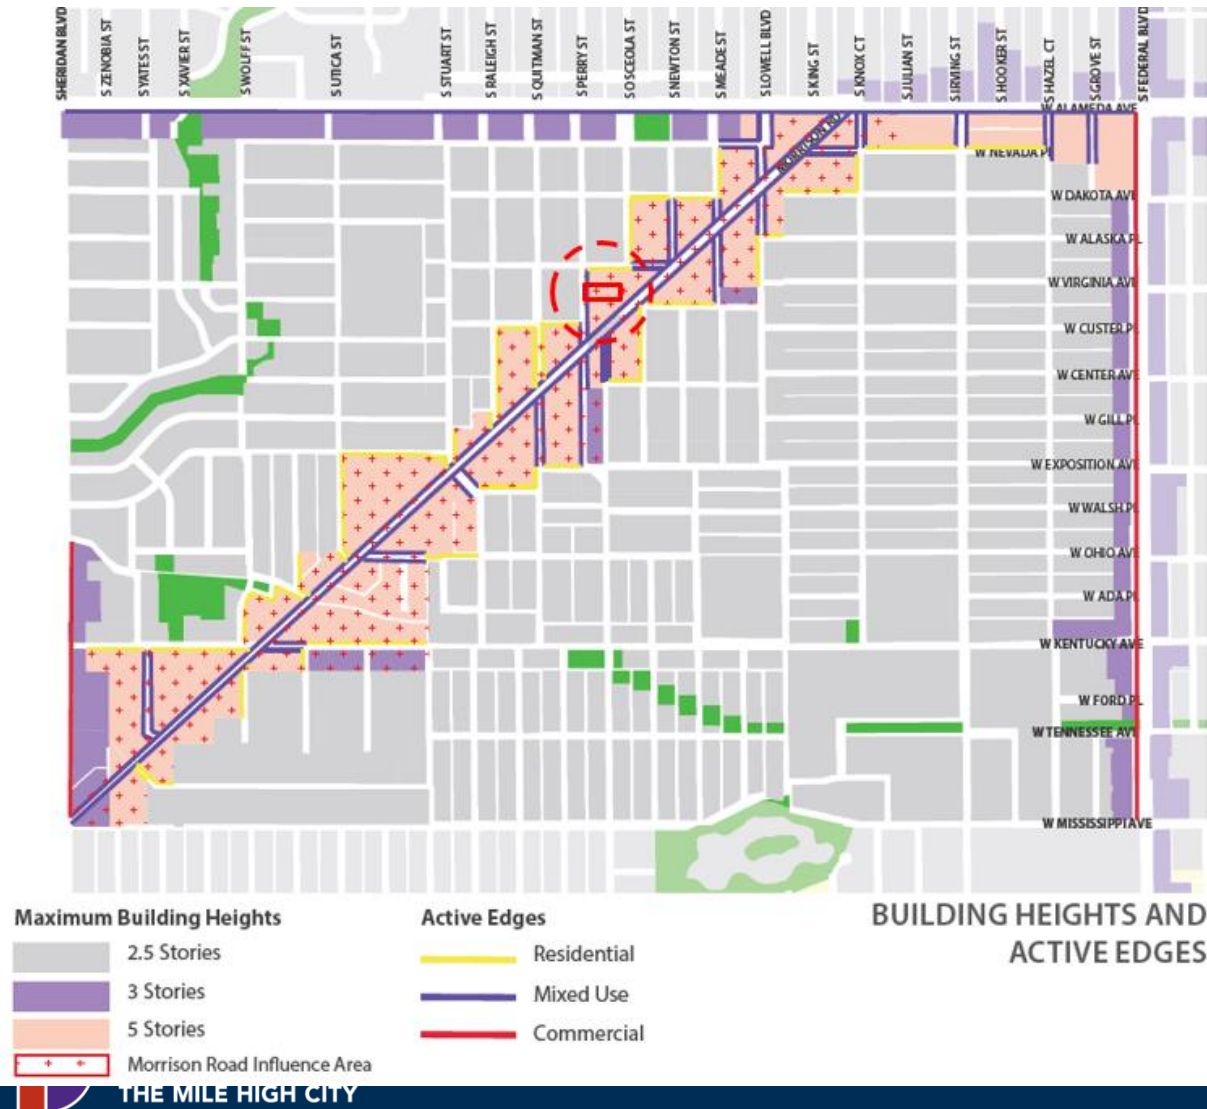 SHERIDAN BLVD
S ZENOBIA ST
S YATES ST
S XAVIER ST
S WOLFF ST
S UTICA ST
S STUART ST
S RALEIGH ST
S QUITMAN ST
S PERRY ST
S OSCEOLA ST
S NEWTON ST
S MEADE ST
S LOWELL BLVD
S KING ST
S KNOX CT
S JULIAN ST
S IRVING ST
S HOOKER ST
S HAZEL CT
S GROVE ST
S FEDERAL BLVD
W ALAMEDA AVE
MORRISON RD
W NEVADA PL
W DAKOTA AVE
W ALASKA PL
W VIRGINIA AVE
W CUSTER PL
W CENTER AVE
W GILL PL
W EXPOSITION AVE
W WALSH PL
W OHIO AVE
W ADA PL
W KENTUCKY AVE
W FORD PL
W TENNESSEE AVE
W MISSISSIPPI AVE
Maximum Building Heights
2.5 Stories
3 Stories
5 Stories
Morrison Road Influence Area
Active Edges
Residential
Mixed Use
Commercial
BUILDING HEIGHTS AND
ACTIVE EDGES
THE MILE HIGH CITY